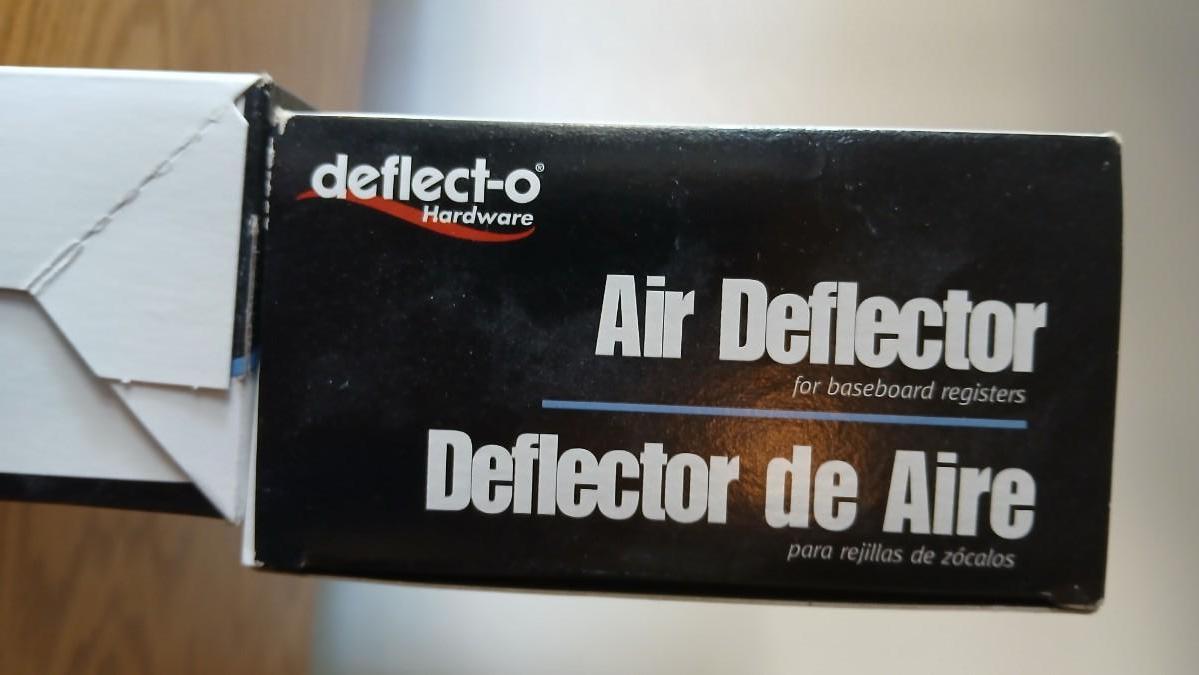 deflect-o®
Hardware
Air Deflector
for baseboard registers
Deflector de Aire
para rejillas de zócalos